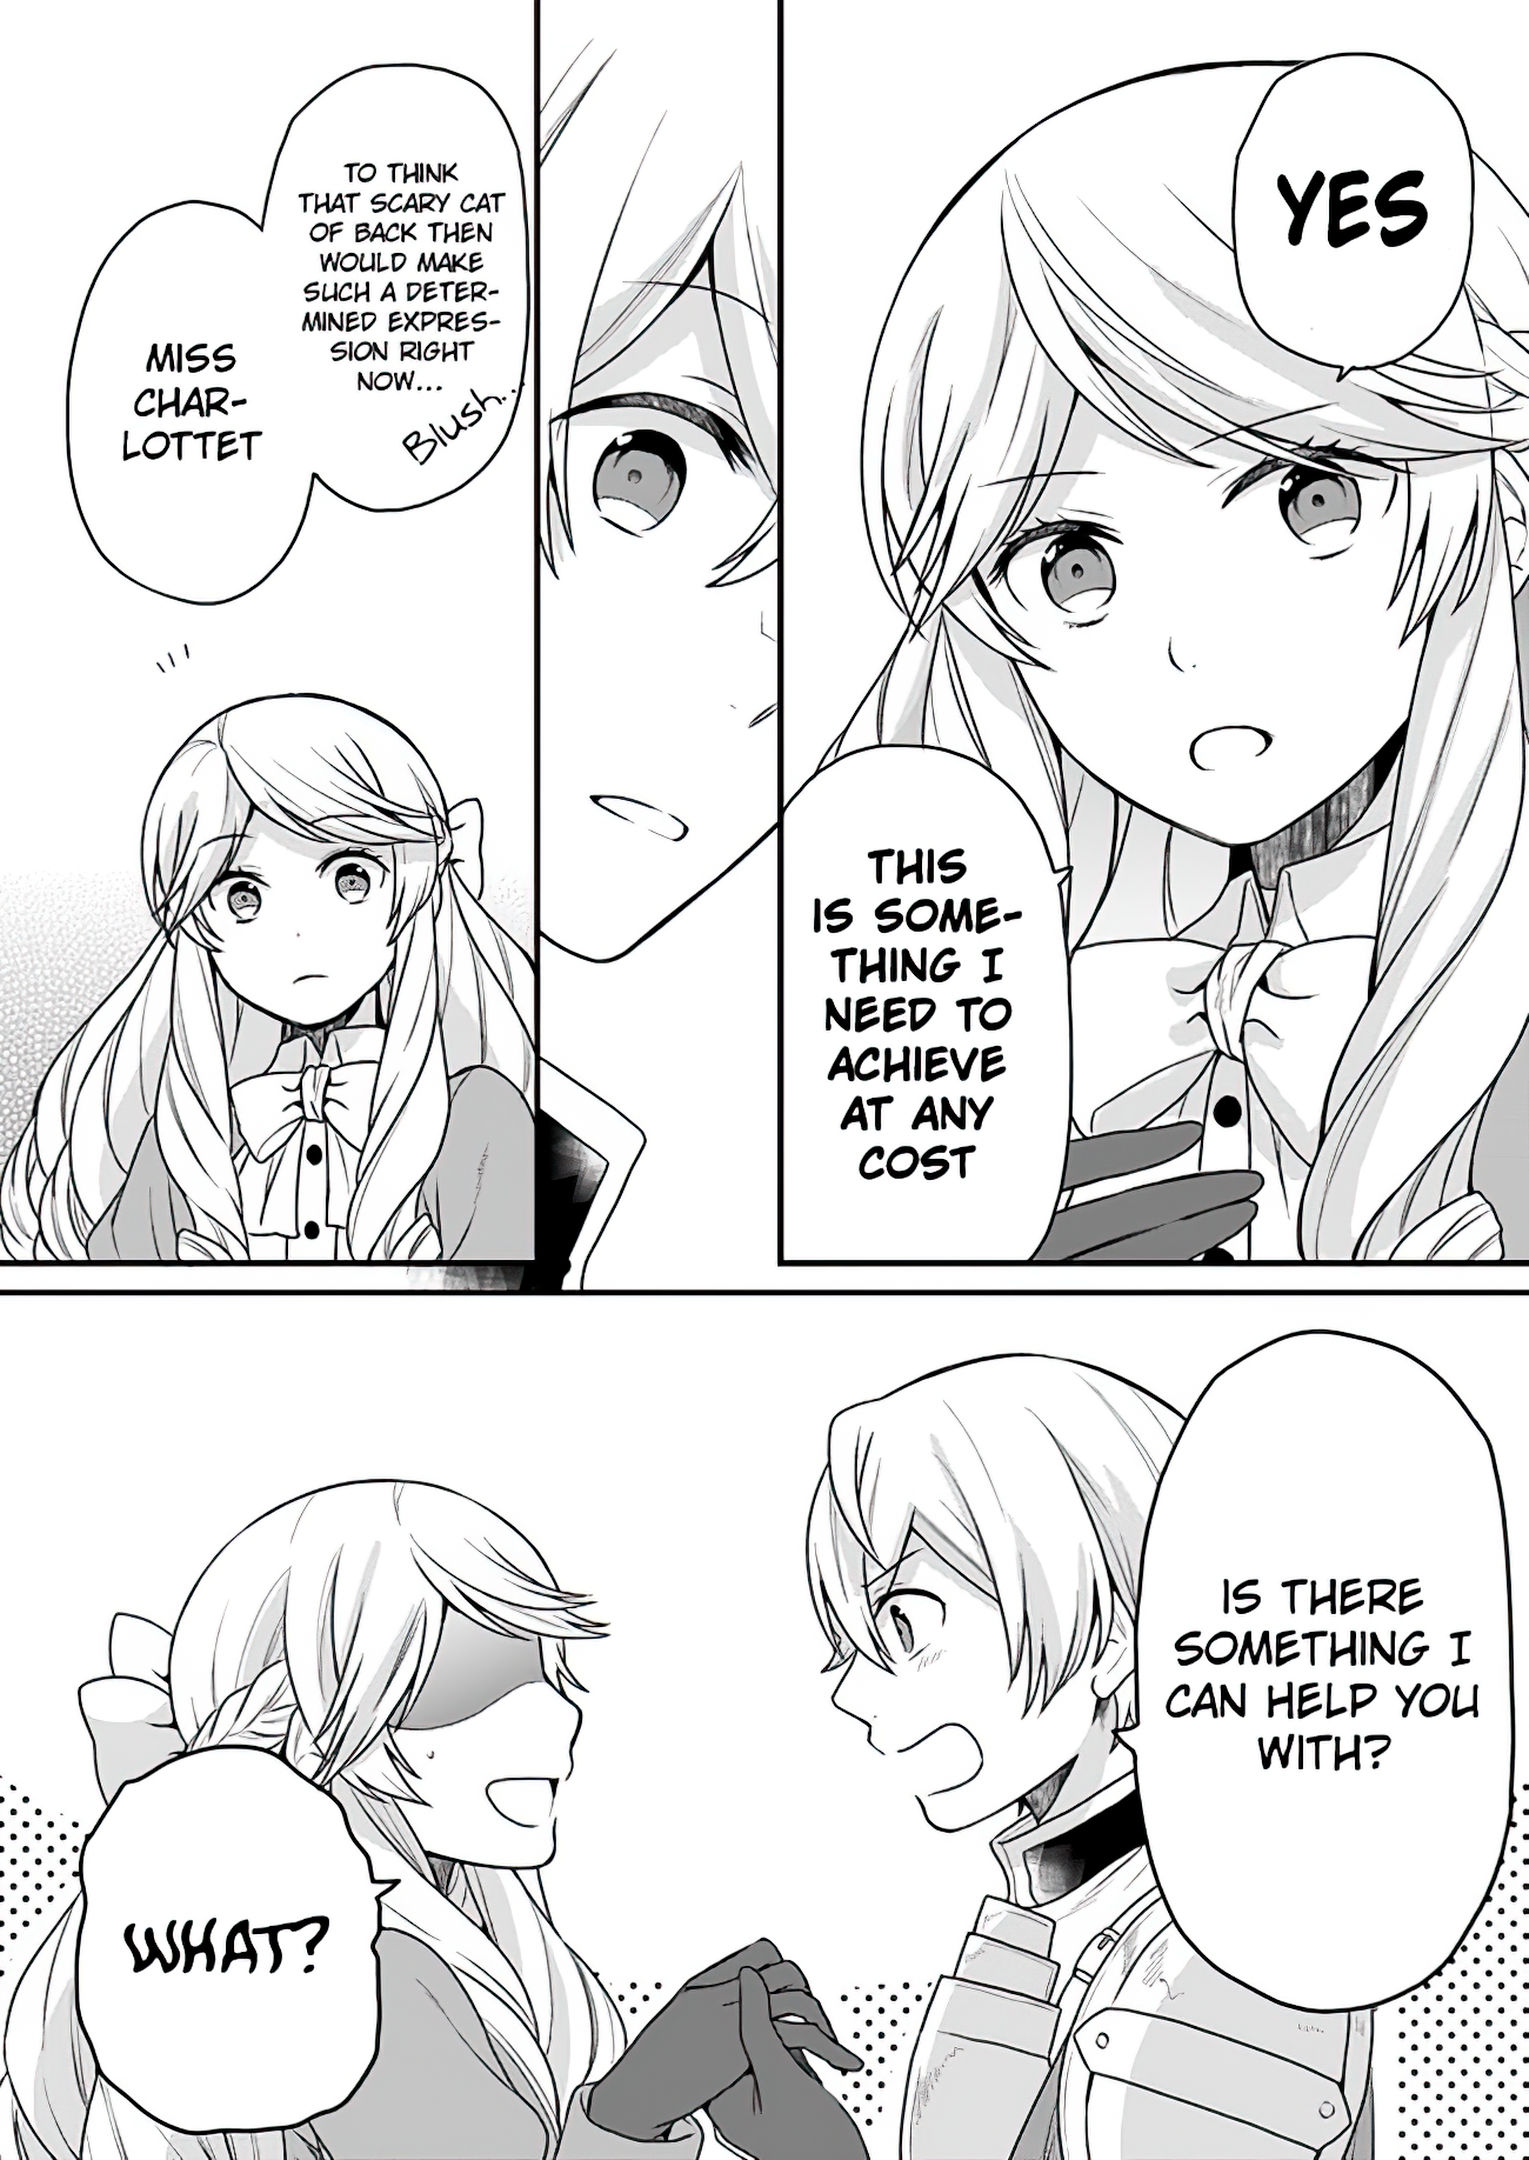 YES
THIS
IS SOME-
THING I
NEED TO
ACHIEVE
AT ANY
COST
TO THINK
THAT SCARY CAT
OF BACK THEN
WOULD MAKE
SUCH A DETER-
MINED EXPRES-
SION RIGHT
NOW...
Blush...
MISS
CHAR-
LOTTET
IS THERE
SOMETHING I
CAN HELP YOU
WITH?
WHAT?